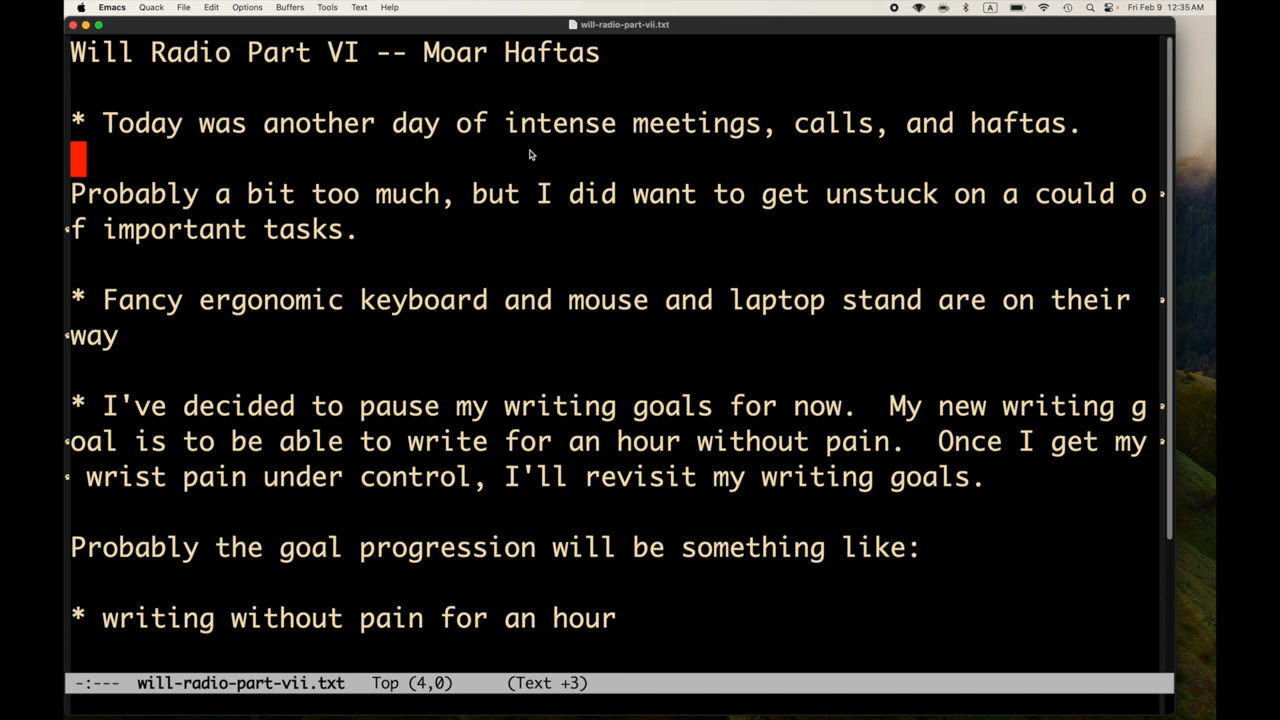 Emacs Quack File Edit Options Buffers Tools Text Help A Fri Feb 9 12:35 AM
will-radio-part-vii.txt
Will Radio Part VI -- Moar Haftas
* Today was another day of intense meetings, calls, and haftas.
Probably a bit too much, but I did want to get unstuck on a could o
f important tasks.
* Fancy ergonomic keyboard and mouse and laptop stand are on their
way
* I've decided to pause my writing goals for now.  My new writing g
oal is to be able to write for an hour without pain.  Once I get my
wrist pain under control, I'll revisit my writing goals.
Probably the goal progression will be something like:
* writing without pain for an hour
-:--- will-radio-part-vii.txt Top (4,0) (Text +3)